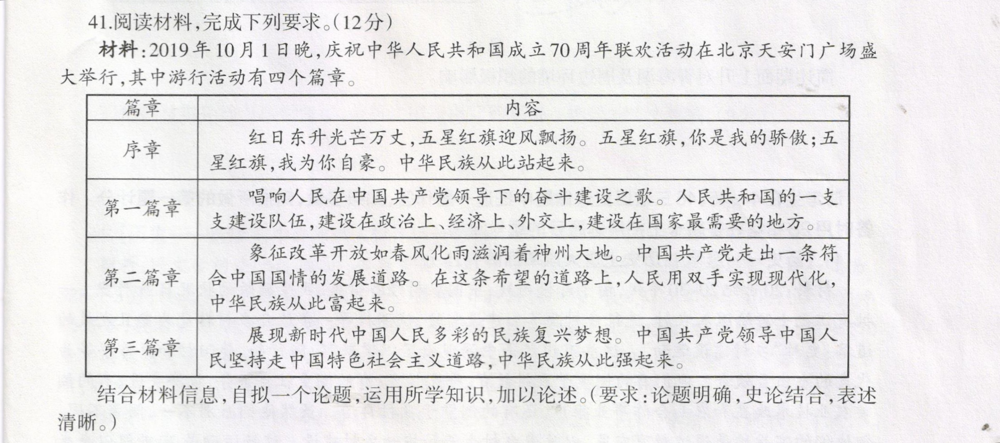 41.阅读材料,完成下列要求。(12分)
材料:2019年10月1日晚,庆祝中华人民共和国成立70周年联欢活动在北京天安门广场盛
大举行,其中游行活动有四个篇章。
篇章
内容
序章
红日东升光芒万丈,五星红旗迎风飘扬。五星红旗,你是我的骄傲;五
星红旗,我为你自豪。中华民族从此站起来。
第一篇章
唱响人民在中国共产党领导下的奋斗建设之歌。人民共和国的一支
支建设队伍,建设在政治上、经济上、外交上,建设在国家最需要的地方。
第二篇章
象征改革开放如春风化雨滋润着神州大地。中国共产党走出一条符
合中国国情的发展道路。在这条希望的道路上,人民用双手实现现代化,
中华民族从此富起来。
第三篇章
展现新时代中国人民多彩的民族复兴梦想。中国共产党领导中国人
民坚持走中国特色社会主义道路,中华民族从此强起来。
结合材料信息,自拟一个论题,运用所学知识,加以论述。(要求:论题明确,史论结合,表述
清晰。)